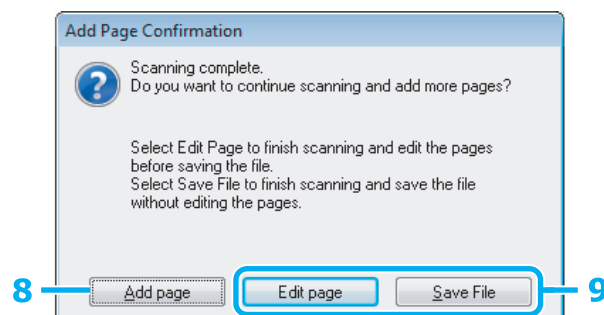 Add Page Confirmation
Scanning complete.
Do you want to continue scanning and add more pages?
Select Edit Page to finish scanning and edit the pages
before saving the file.
Select Save File to finish scanning and save the file
without editing the pages.
8 Add page Edit page Save File 9